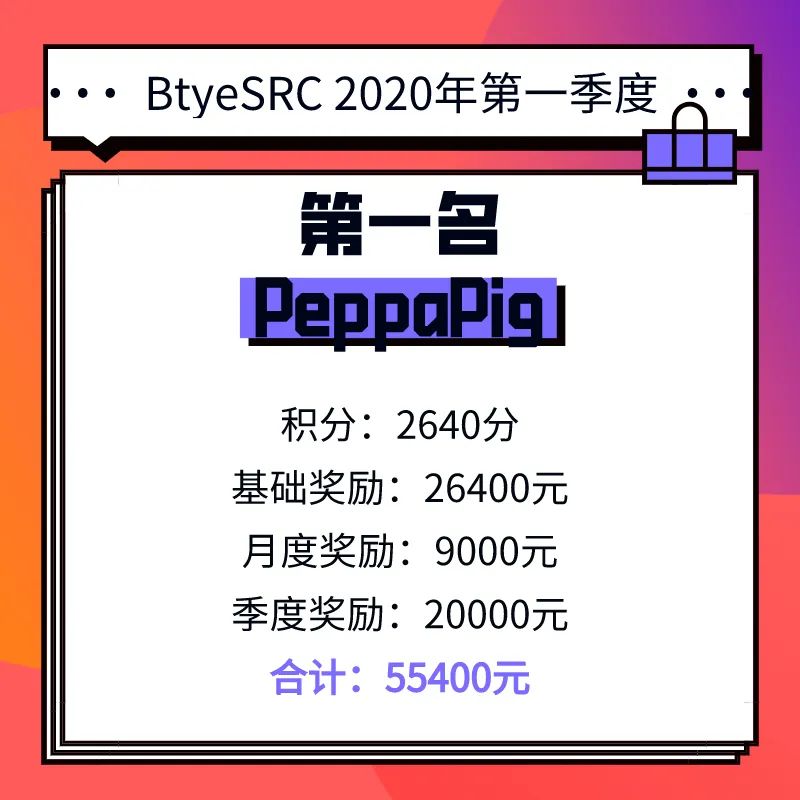 BtyeSRC 2020年第一季度
第一名
PeppaPig
积分：2640分
基础奖励：26400元
月度奖励：9000元
季度奖励：20000元
合计：55400元